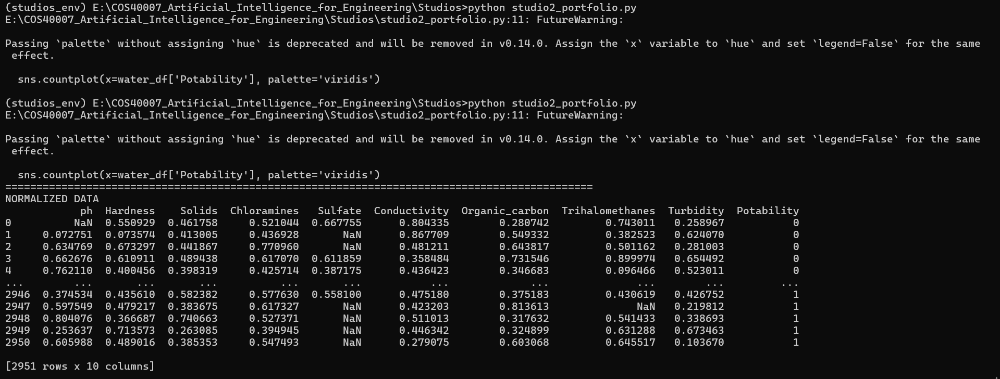 (studios_env) E:\COS40007_Artificial_Intelligence_for_Engineering\Studios>python studio2_portfolio.py
E:\COS40007_Artificial_Intelligence_for_Engineering\Studios\studio2_portfolio.py:11: FutureWarning:
Passing `palette` without assigning `hue` is deprecated and will be removed in v0.14.0. Assign the `x` variable to `hue` and set `legend=False` for the same
 effect.
  sns.countplot(x=water_df['Potability'], palette='viridis')
(studios_env) E:\COS40007_Artificial_Intelligence_for_Engineering\Studios>python studio2_portfolio.py
E:\COS40007_Artificial_Intelligence_for_Engineering\Studios\studio2_portfolio.py:11: FutureWarning:
Passing `palette` without assigning `hue` is deprecated and will be removed in v0.14.0. Assign the `x` variable to `hue` and set `legend=False` for the same
 effect.
  sns.countplot(x=water_df['Potability'], palette='viridis')
==============================================================================================
NORMALIZED DATA
            ph  Hardness    Solids  Chloramines   Sulfate  Conductivity  Organic_carbon  Trihalomethanes  Turbidity  Potability
0          NaN  0.550929  0.461758     0.521044  0.667755      0.804335        0.280742         0.743011   0.258967           0
1     0.072751  0.073574  0.413005     0.436928       NaN      0.867709        0.549332         0.382523   0.624070           0
2     0.634769  0.673297  0.441867     0.770960       NaN      0.481211        0.643817         0.501162   0.281003           0
3     0.662676  0.610911  0.489438     0.617070  0.611859      0.358484        0.731546         0.899974   0.654492           0
4     0.762110  0.400456  0.398319     0.425714  0.387175      0.436423        0.346683         0.096466   0.523011           0
...        ...       ...       ...          ...       ...           ...             ...              ...        ...         ...
2946  0.374534  0.435610  0.582382     0.577630  0.558100      0.475180        0.375183         0.430619   0.426752           1
2947  0.597549  0.479217  0.383675     0.617327       NaN      0.423203        0.813613              NaN   0.219812           1
2948  0.804076  0.366687  0.740663     0.527371       NaN      0.511013        0.317632         0.541433   0.338693           1
2949  0.253637  0.713573  0.263085     0.394945       NaN      0.446342        0.324899         0.631288   0.673463           1
2950  0.605988  0.489016  0.385353     0.547493       NaN      0.279075        0.603068         0.645517   0.103670           1
[2951 rows x 10 columns]